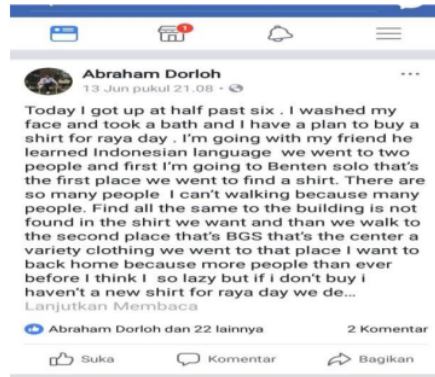 1
Abraham Dorloh
13 Jun pukul 21.08 •
Today I got up at half past six . I washed my
face and took a bath and I have a plan to buy a
shirt for raya day . I'm going with my friend he
learned Indonesian language  we went to two
people and first I'm going to Benten solo that's
the first place we went to find a shirt. There are
so many people  I can't walking because many
people. Find all the same to the building is not
found in the shirt we want and than we walk to
the second place that's BGS that's the center a
variety clothing we went to that place I want to
back home because more people than ever
before I think I  so lazy but if i don't buy i
haven't a new shirt for raya day we de...
Lanjutkan Membaca
Abraham Dorloh dan 22 lainnya 2 Komentar
Suka Komentar Bagikan